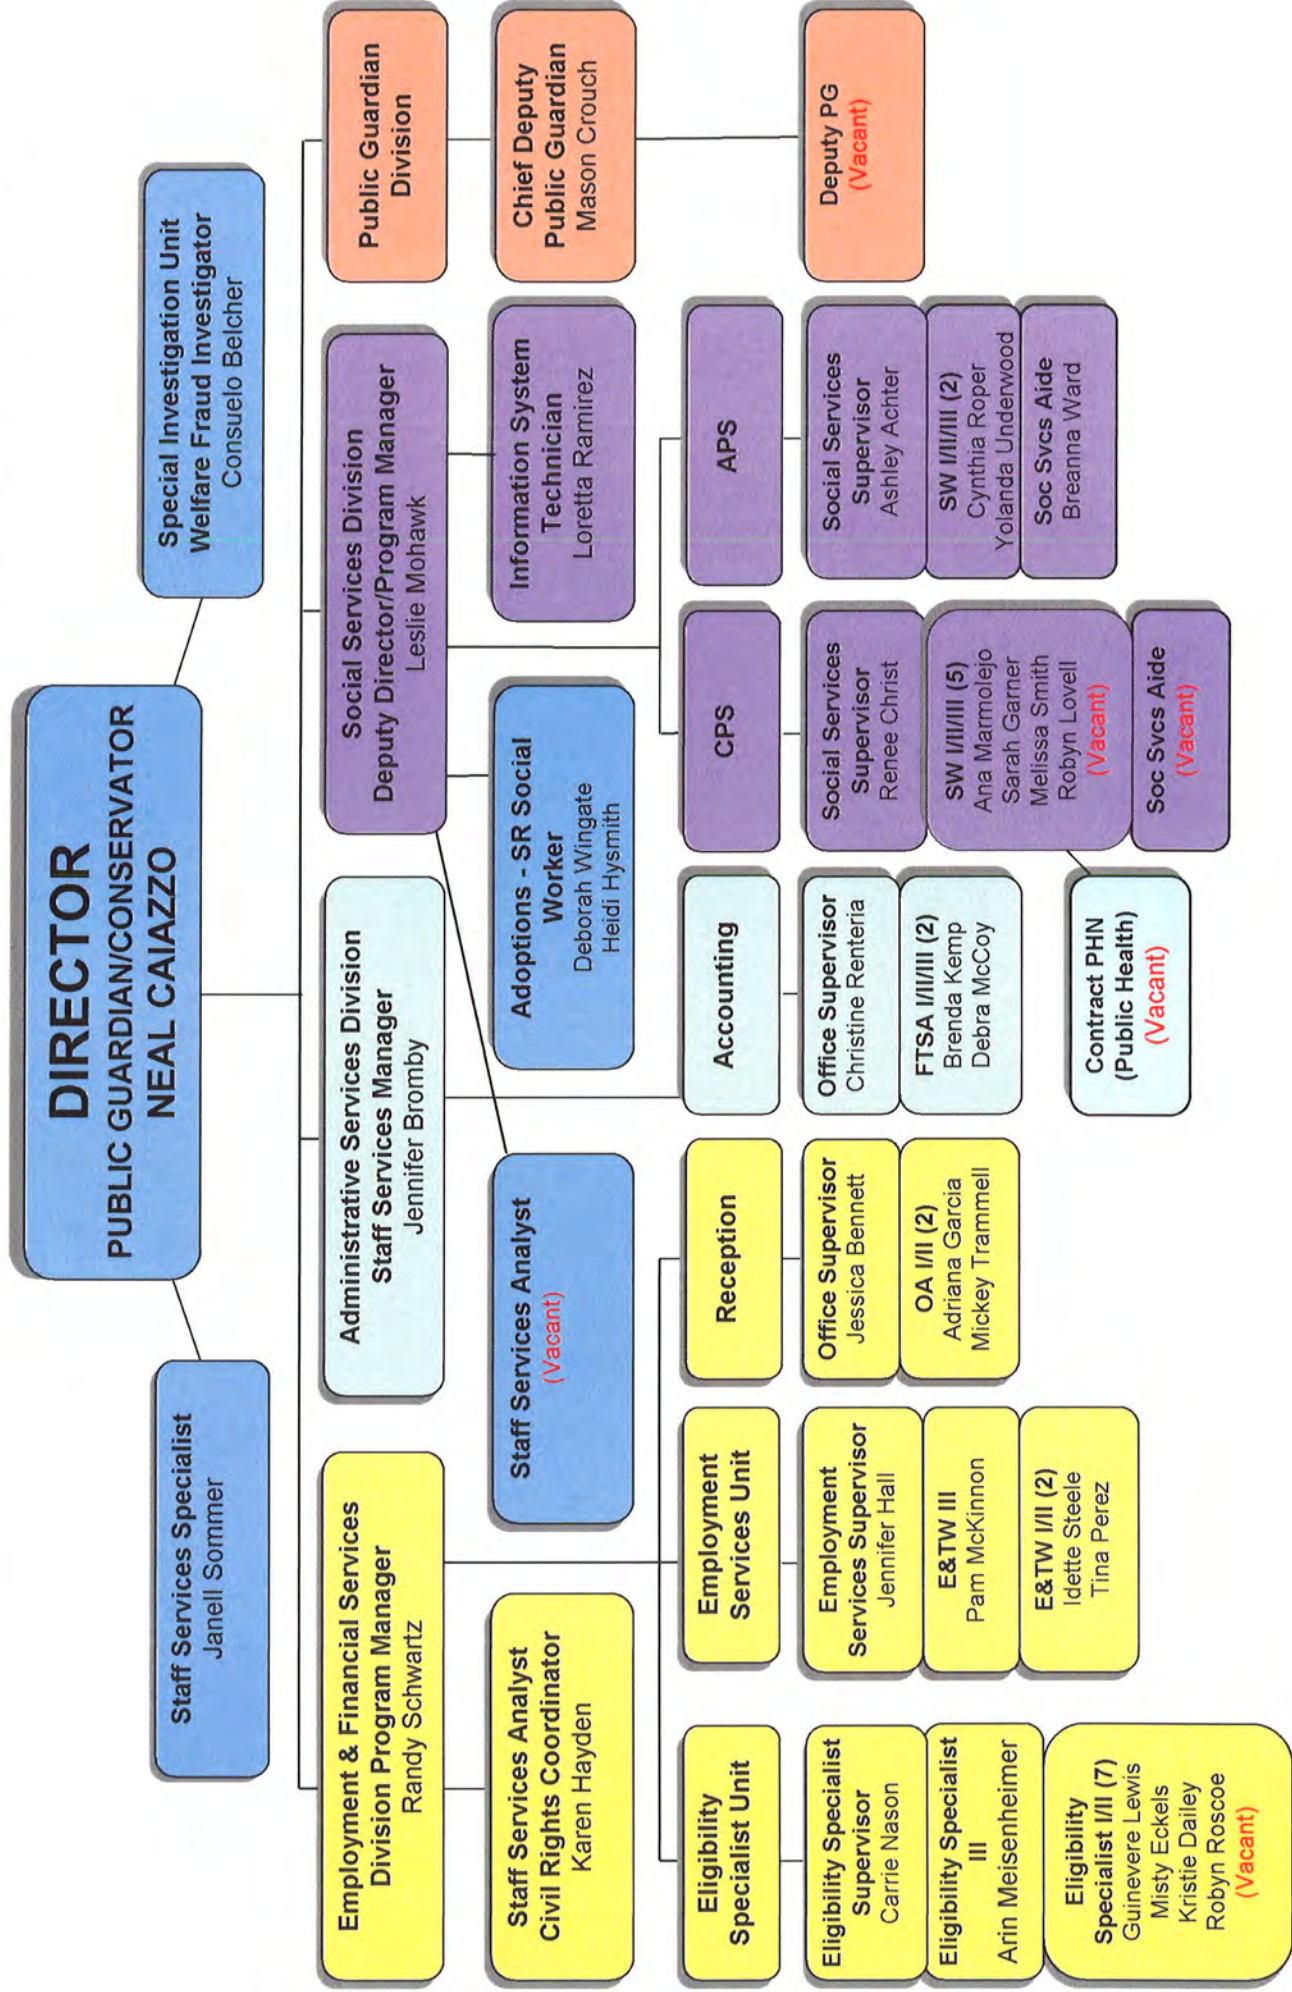 DIRECTOR
PUBLIC GUARDIAN/CONSERVATOR
NEAL CAIAZZO
Staff Services Specialist
Janell Sommer
Special Investigation Unit
Welfare Fraud Investigator
Consuelo Belcher
Employment & Financial Services
Division Program Manager
Randy Schwartz
Administrative Services Division
Staff Services Manager
Jennifer Bromby
Social Services Division
Deputy Director/Program Manager
Leslie Mohawk
Public Guardian
Division
Staff Services Analyst
Civil Rights Coordinator
Karen Hayden
Staff Services Analyst
(Vacant)
Adoptions - SR Social
Worker
Deborah Wingate
Heidi Hysmith
Information System
Technician
Loretta Ramirez
Chief Deputy
Public Guardian
Mason Crouch
Eligibility
Specialist Unit
Employment
Services Unit
Reception
Accounting
CPS
APS
Eligibility Specialist
Supervisor
Carrie Nason
Eligibility Specialist
III
Arin Meisenheimer
Eligibility
Specialist I/II (7)
Guinevere Lewis
Misty Eckels
Kristie Dailey
Robyn Roscoe
(Vacant)
Employment
Services Supervisor
Jennifer Hall
E&TW III
Pam McKinnon
E&TW I/II (2)
Idette Steele
Tina Perez
Office Supervisor
Jessica Bennett
OA I/II (2)
Adriana Garcia
Mickey Trammell
Office Supervisor
Christine Renteria
FTSA I/II/III (2)
Brenda Kemp
Debra McCoy
Contract PHN
(Public Health)
(Vacant)
Social Services
Supervisor
Renee Christ
SW I/II/III (5)
Ana Marmolejo
Sarah Garner
Melissa Smith
Robyn Lovell
(Vacant)
Soc Svcs Aide
(Vacant)
Social Services
Supervisor
Ashley Achter
SW I/II/III (2)
Cynthia Roper
Yolanda Underwood
Soc Svcs Aide
Breanna Ward
Deputy PG
(Vacant)